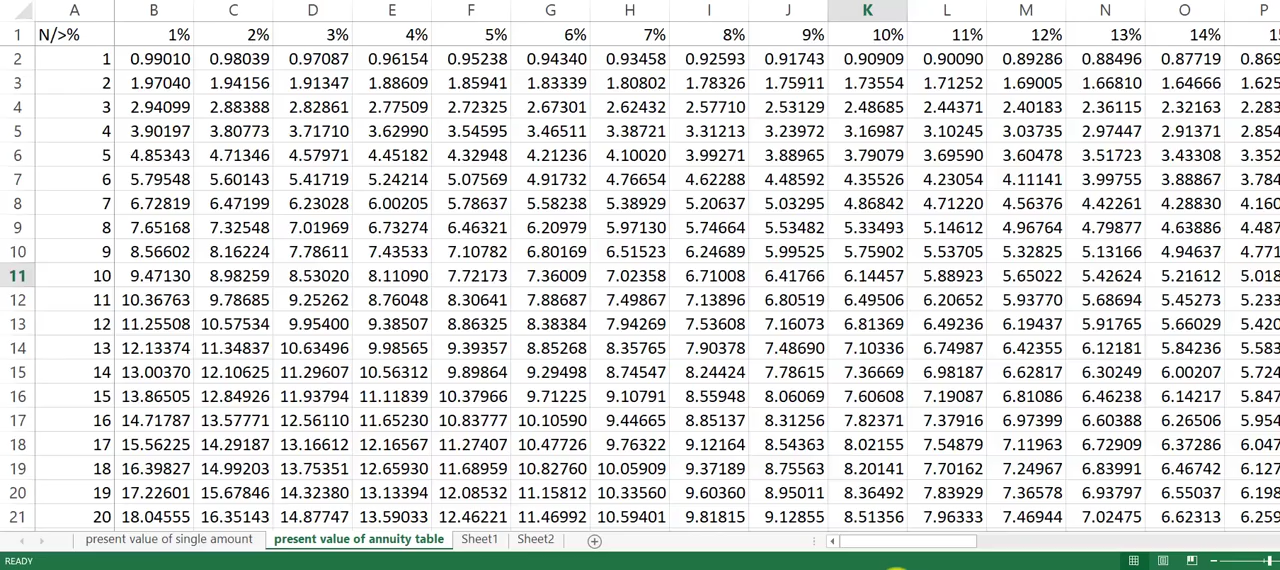 A B C D E F G H I J K L M N O P
1 N/>% 1% 2% 3% 4% 5% 6% 7% 8% 9% 10% 11% 12% 13% 14% 15
2 1 0.99010 0.98039 0.97087 0.96154 0.95238 0.94340 0.93458 0.92593 0.91743 0.90909 0.90090 0.89286 0.88496 0.87719 0.869
3 2 1.97040 1.94156 1.91347 1.88609 1.85941 1.83339 1.80802 1.78326 1.75911 1.73554 1.71252 1.69005 1.66810 1.64666 1.625
4 3 2.94099 2.88388 2.82861 2.77509 2.72325 2.67301 2.62432 2.57710 2.53129 2.48685 2.44371 2.40183 2.36115 2.32163 2.283
5 4 3.90197 3.80773 3.71710 3.62990 3.54595 3.46511 3.38721 3.31213 3.23972 3.16987 3.10245 3.03735 2.97447 2.91371 2.854
6 5 4.85343 4.71346 4.57971 4.45182 4.32948 4.21236 4.10020 3.99271 3.88965 3.79079 3.69590 3.60478 3.51723 3.43308 3.352
7 6 5.79548 5.60143 5.41719 5.24214 5.07569 4.91732 4.76654 4.62288 4.48592 4.35526 4.23054 4.11141 3.99755 3.88867 3.784
8 7 6.72819 6.47199 6.23028 6.00205 5.78637 5.58238 5.38929 5.20637 5.03295 4.86842 4.71220 4.56376 4.42261 4.28830 4.160
9 8 7.65168 7.32548 7.01969 6.73274 6.46321 6.20979 5.97130 5.74664 5.53482 5.33493 5.14612 4.96764 4.79877 4.63886 4.487
10 9 8.56602 8.16224 7.78611 7.43533 7.10782 6.80169 6.51523 6.24689 5.99525 5.75902 5.53705 5.32825 5.13166 4.94637 4.771
11 10 9.47130 8.98259 8.53020 8.11090 7.72173 7.36009 7.02358 6.71008 6.41766 6.14457 5.88923 5.65022 5.42624 5.21612 5.018
12 11 10.36763 9.78685 9.25262 8.76048 8.30641 7.88687 7.49867 7.13896 6.80519 6.49506 6.20652 5.93770 5.68694 5.45273 5.233
13 12 11.25508 10.57534 9.95400 9.38507 8.86325 8.38384 7.94269 7.53608 7.16073 6.81369 6.49236 6.19437 5.91765 5.66029 5.420
14 13 12.13374 11.34837 10.63496 9.98565 9.39357 8.85268 8.35765 7.90378 7.48690 7.10336 6.74987 6.42355 6.12181 5.84236 5.583
15 14 13.00370 12.10625 11.29607 10.56312 9.89864 9.29498 8.74547 8.24424 7.78615 7.36669 6.98187 6.62817 6.30249 6.00207 5.724
16 15 13.86505 12.84926 11.93794 11.11839 10.37966 9.71225 9.10791 8.55948 8.06069 7.60608 7.19087 6.81086 6.46238 6.14217 5.847
17 16 14.71787 13.57771 12.56110 11.65230 10.83777 10.10590 9.44665 8.85137 8.31256 7.82371 7.37916 6.97399 6.60388 6.26506 5.954
18 17 15.56225 14.29187 13.16612 12.16567 11.27407 10.47726 9.76322 9.12164 8.54363 8.02155 7.54879 7.11963 6.72909 6.37286 6.047
19 18 16.39827 14.99203 13.75351 12.65930 11.68959 10.82760 10.05909 9.37189 8.75563 8.20141 7.70162 7.24967 6.83991 6.46742 6.127
20 19 17.22601 15.67846 14.32380 13.13394 12.08532 11.15812 10.33560 9.60360 8.95011 8.36492 7.83929 7.36578 6.93797 6.55037 6.198
21 20 18.04555 16.35143 14.87747 13.59033 12.46221 11.46992 10.59401 9.81815 9.12855 8.51356 7.96333 7.46944 7.02475 6.62313 6.259
present value of single amount present value of annuity table Sheet1 Sheet2
READY